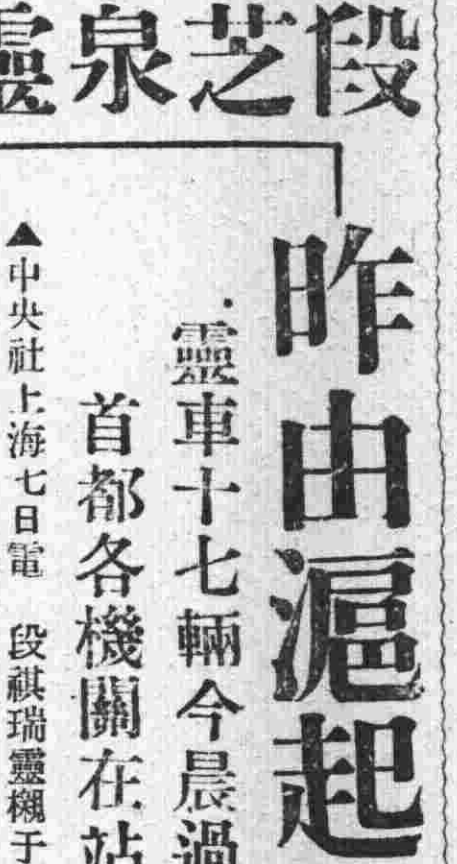 段芝泉靈
昨由滬起
靈車十七輛今晨過
首都各機關在站
▲中央社上海七日電　段祺瑞靈櫬于